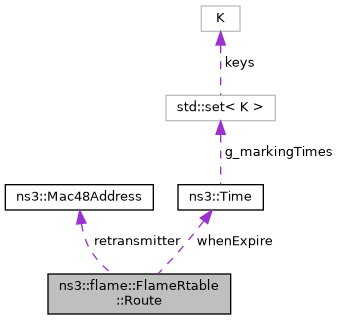 K
keys
std::set< K >
g_markingTimes
ns3::Mac48Address
ns3::Time
retransmitter
whenExpire
ns3::flame::FlameRtable
::Route